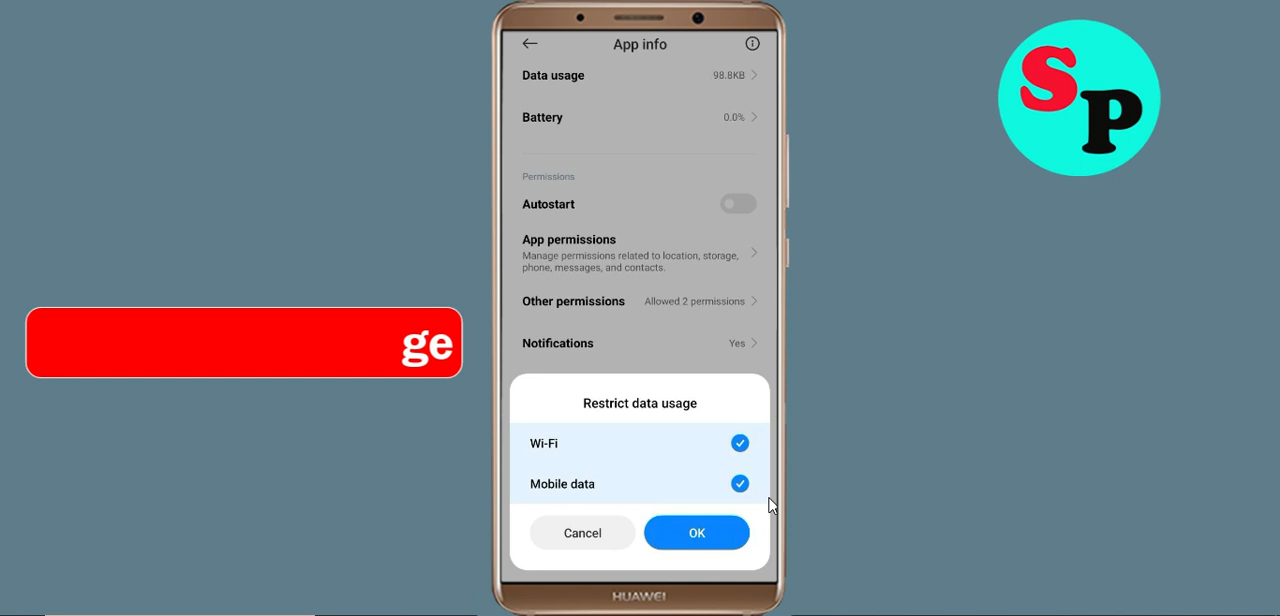 App info
Data usage 98.8KB
Battery 0.0%
Permissions
Autostart
App permissions
Manage permissions related to location, storage,
phone, messages, and contacts.
Other permissions Allowed 2 permissions
Notifications Yes
Restrict data usage
Wi-Fi
Mobile data
Cancel OK
HUAWEI
ge
SP